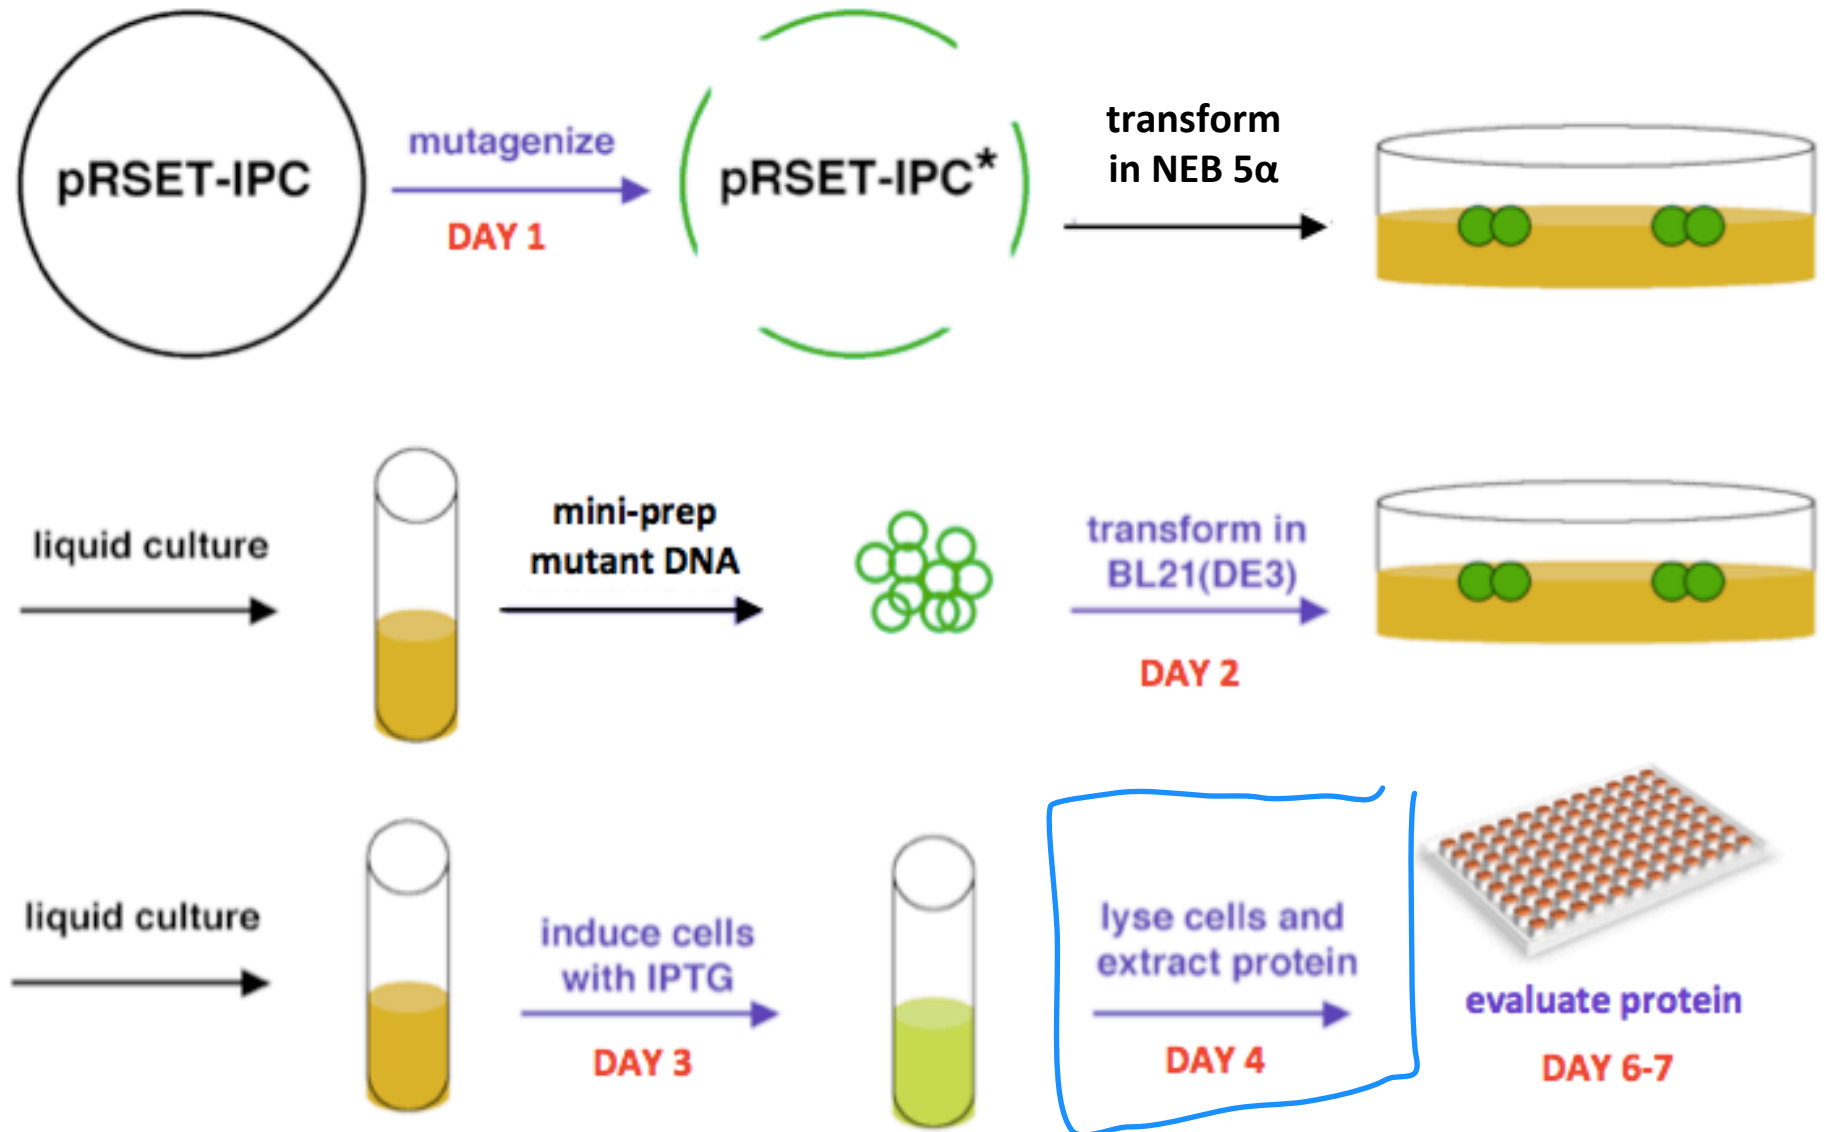 pRSET-IPC
mutagenize
DAY 1
pRSET-IPC*
transform
in NEB 5α
liquid culture
mini-prep
mutant DNA
transform in
BL21(DE3)
DAY 2
liquid culture
induce cells
with IPTG
DAY 3
lyse cells and
extract protein
DAY 4
evaluate protein
DAY 6-7